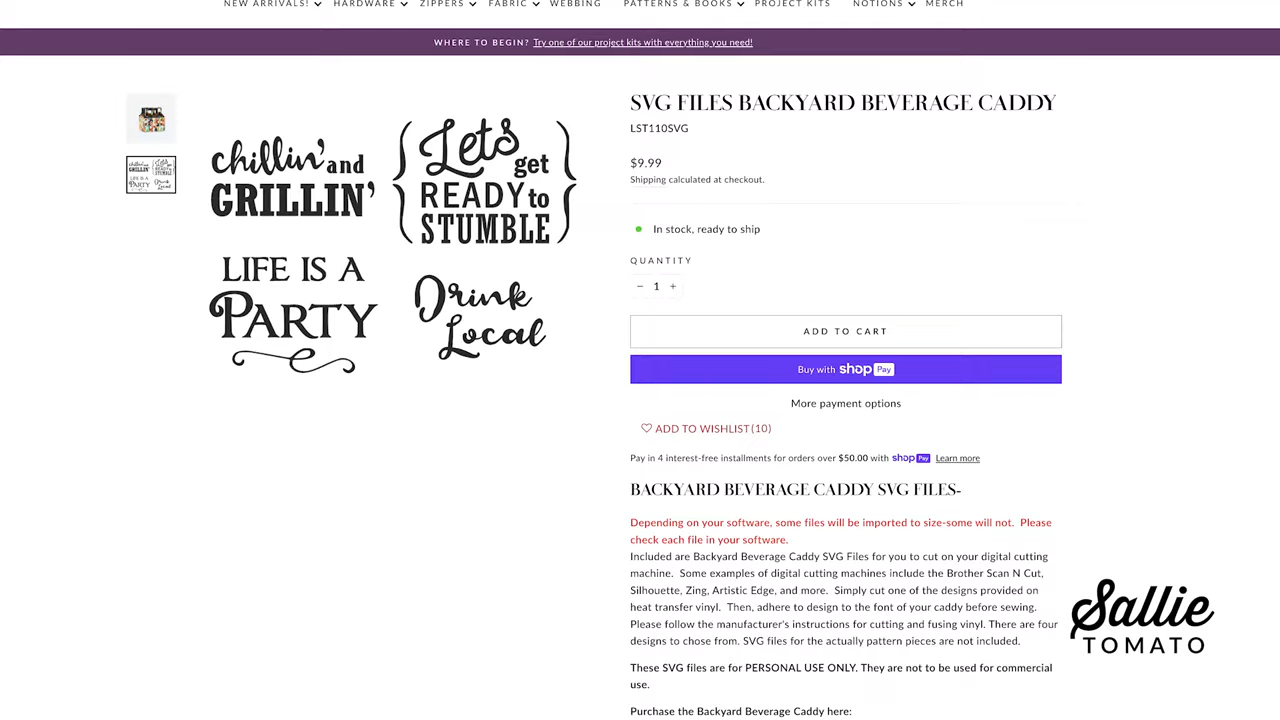 NEW ARRIVALS! HARDWARE ZIPPERS FABRIC WEBBING PATTERNS & BOOKS PROJECT KITS NOTIONS MERCH
WHERE TO BEGIN? Try one of our project kits with everything you need!
chillin' and
GRILLIN'
Lets
get
READY to
STUMBLE
LIFE IS A
PARTY
Drink
Local
SVG FILES BACKYARD BEVERAGE CADDY
LST110SVG
$9.99
Shipping calculated at checkout.
In stock, ready to ship
QUANTITY
− 1 +
ADD TO CART
Buy with shop Pay
More payment options
ADD TO WISHLIST (10)
Pay in 4 interest-free installments for orders over $50.00 with shop Pay Learn more
BACKYARD BEVERAGE CADDY SVG FILES-
Depending on your software, some files will be imported to size-some will not. Please
check each file in your software.
Included are Backyard Beverage Caddy SVG Files for you to cut on your digital cutting
machine. Some examples of digital cutting machines include the Brother Scan N Cut,
Silhouette, Zing, Artistic Edge, and more. Simply cut one of the designs provided on
heat transfer vinyl. Then, adhere to design to the font of your caddy before sewing.
Please follow the manufacturer's instructions for cutting and fusing vinyl. There are four
designs to chose from. SVG files for the actually pattern pieces are not included.
These SVG files are for PERSONAL USE ONLY. They are not to be used for commercial
use.
Purchase the Backyard Beverage Caddy here:
Sallie
TOMATO